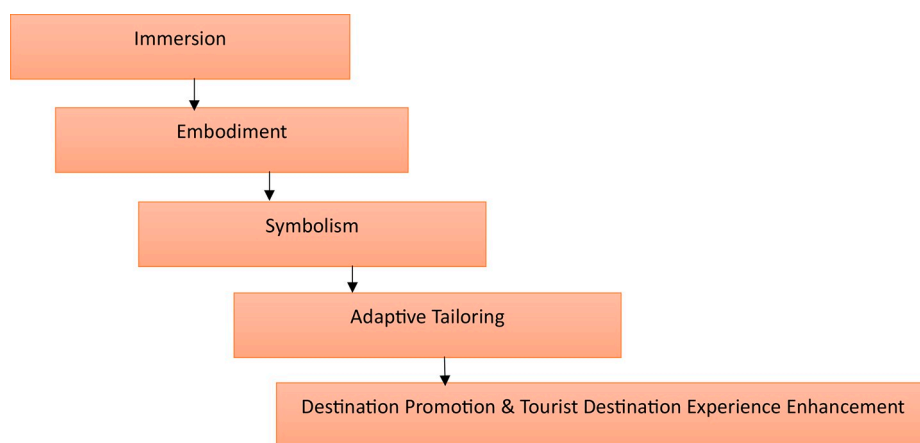 Immersion
Embodiment
Symbolism
Adaptive Tailoring
Destination Promotion & Tourist Destination Experience Enhancement